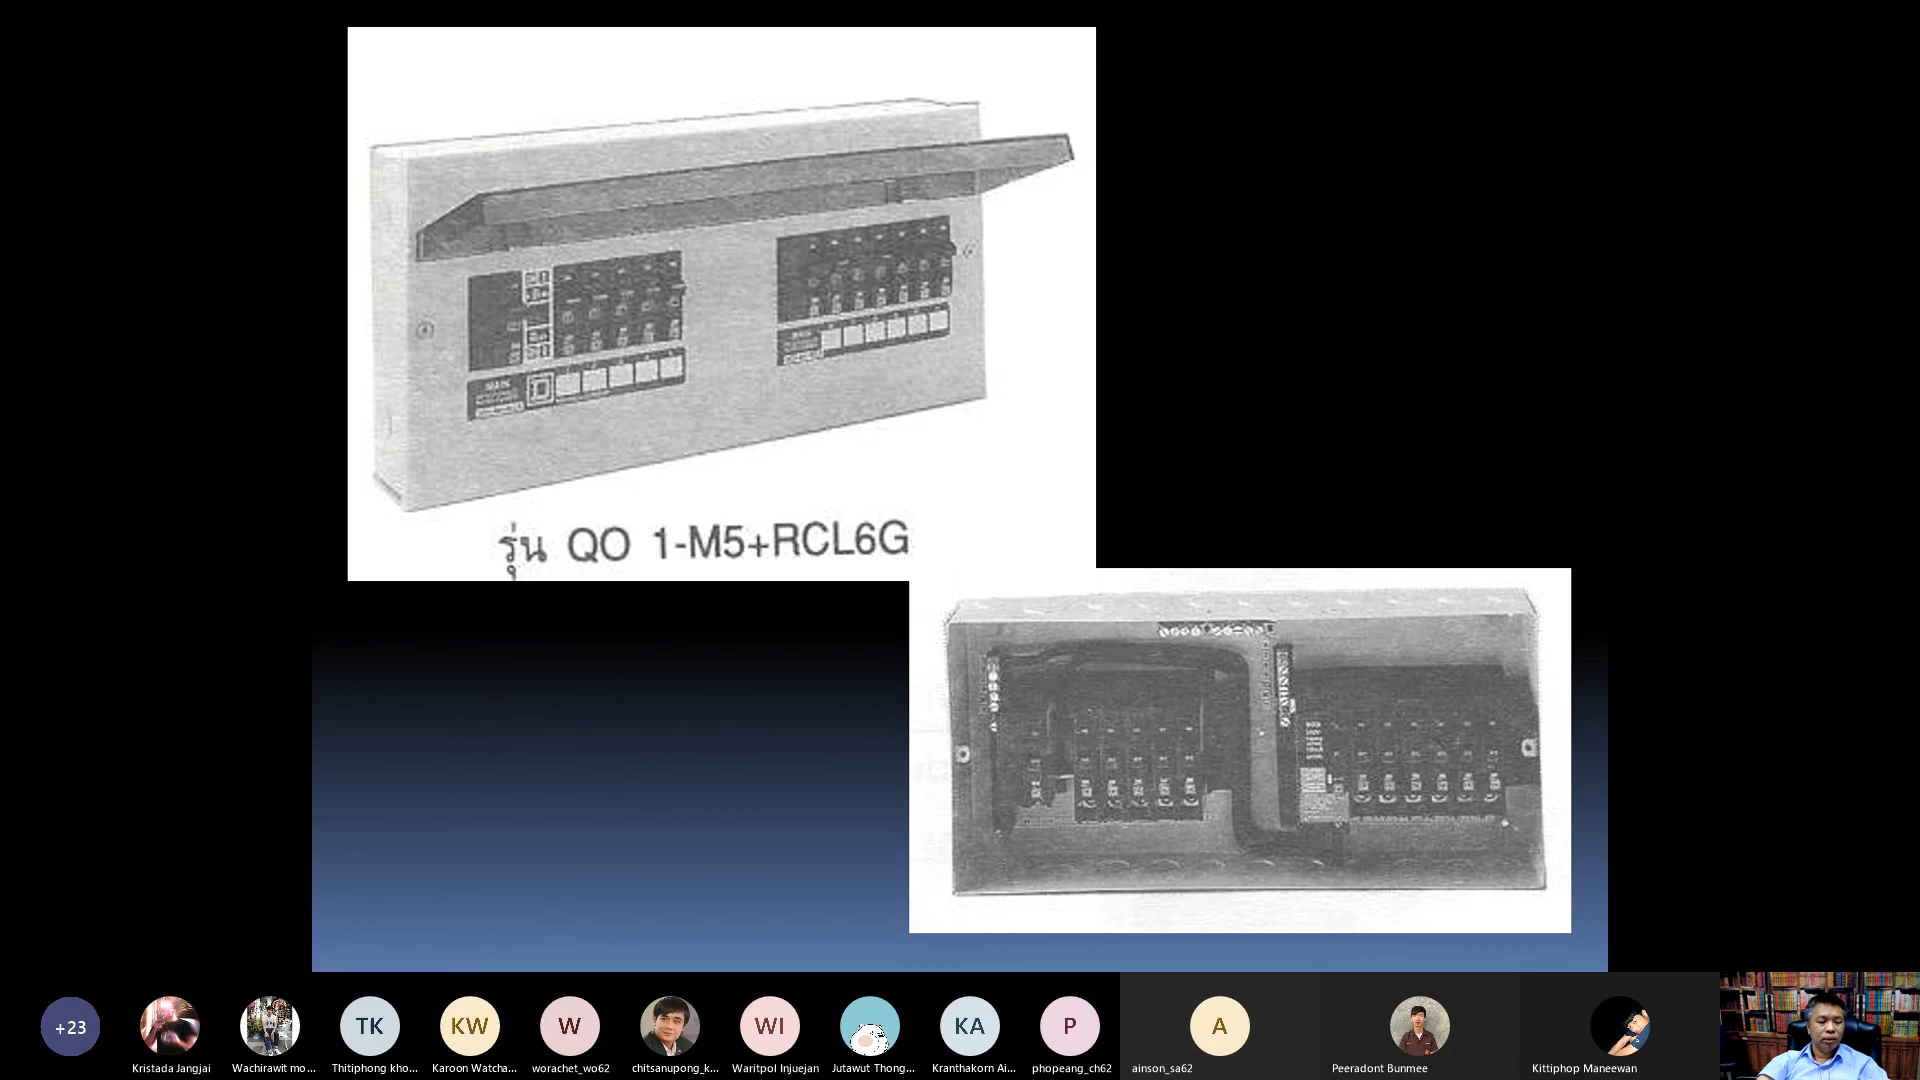 รุ่น QO 1-M5+RCL6G
MAIN
+23
TK
KW
W
WI
KA
P
A
Kristada Jangjai
Wachirawit mo...
Thitiphong kho...
Karoon Watcha...
worachet_wo62
chitsanupong_k...
Waritpol Injuejan
Jutawut Thong...
Kranthakorn Ai...
phopeang_ch62
ainson_sa62
Peeradont Bunmee
Kittiphop Maneewan